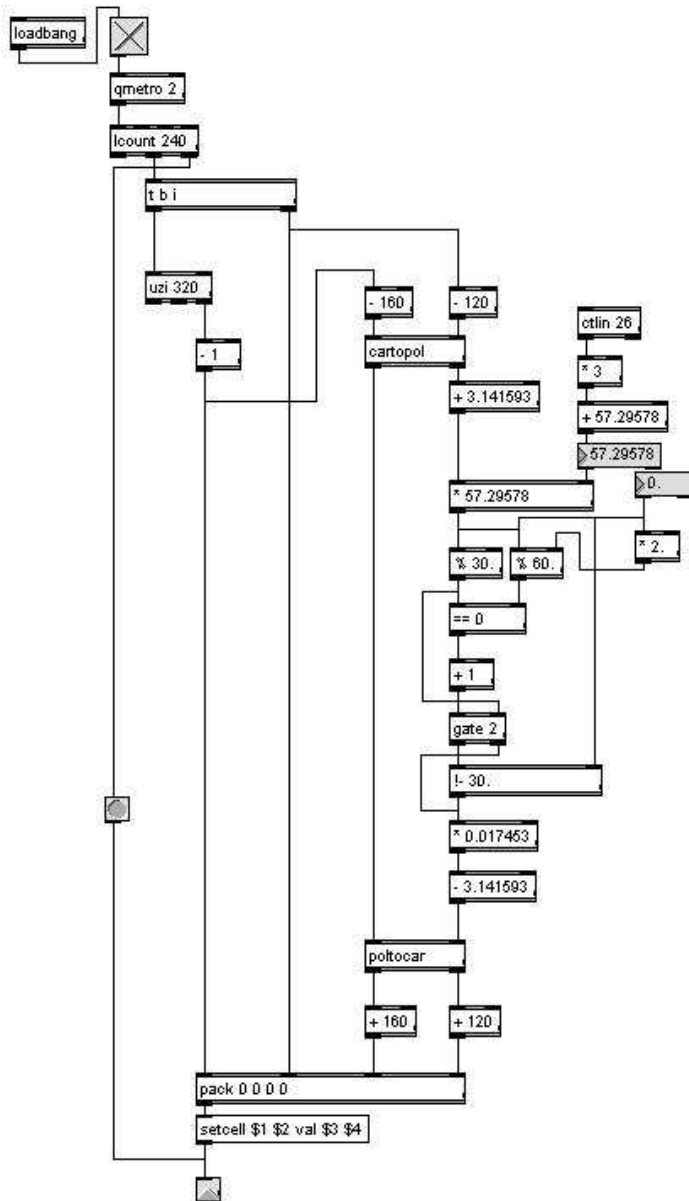 loadbang
qmetro 2
lcount 240
t b i
uzi 320
- 160
- 120
ctlin 26
- 1
cartopol
* 3
+ 3.141593
+ 57.29578
57.29578
0.
* 57.29578
* 2.
% 30.
% 60.
== 0
+ 1
gate 2
!- 30.
* 0.017453
- 3.141593
poltocar
+ 160
+ 120
pack 0 0 0 0
setcell $1 $2 val $3 $4